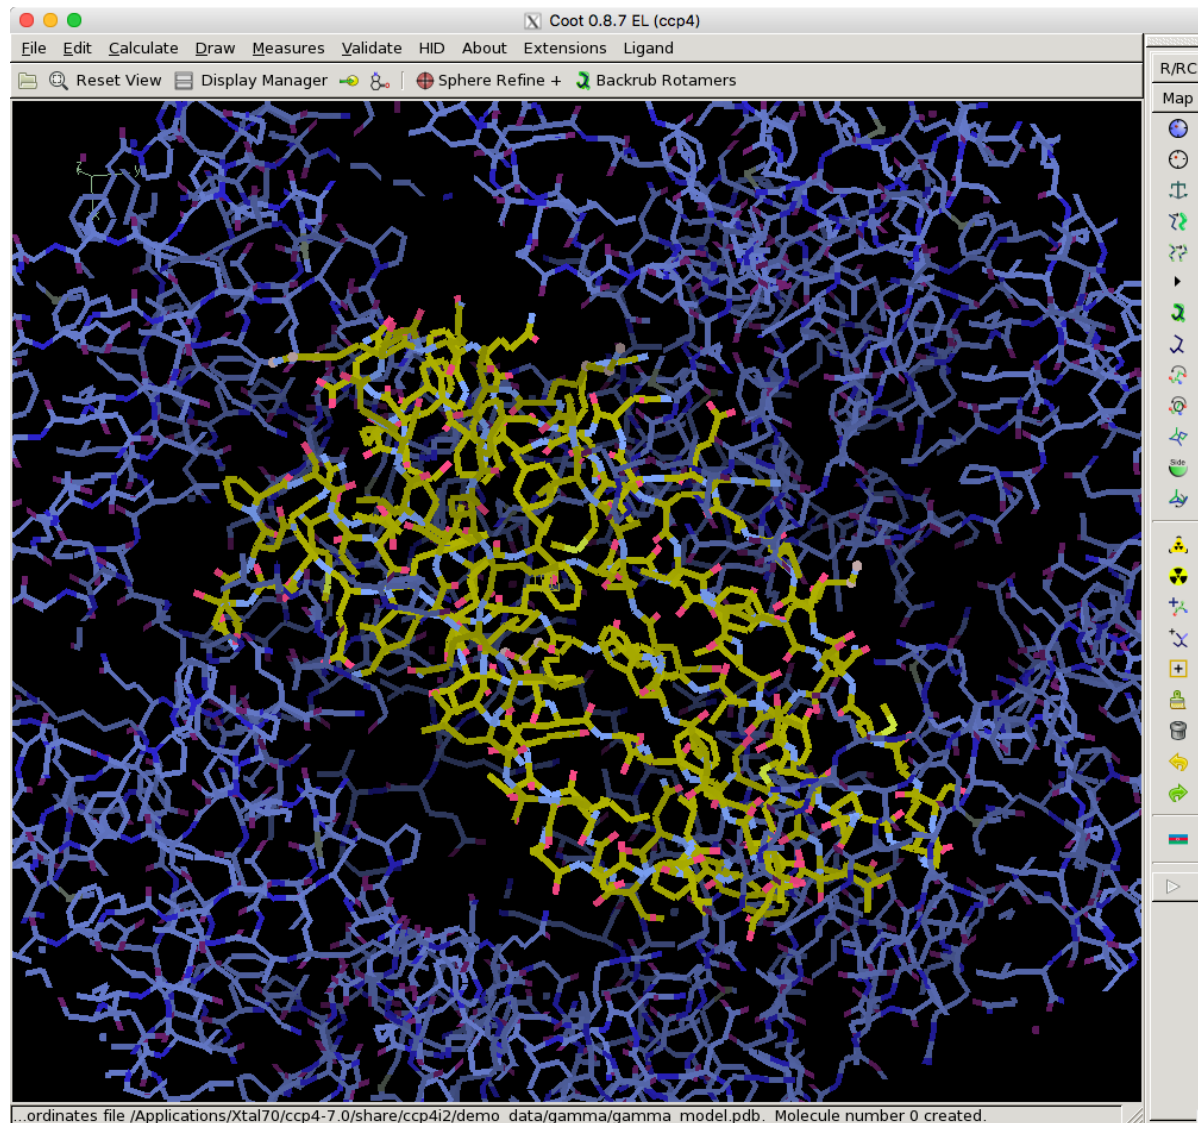 Coot 0.8.7 EL (ccp4)
File Edit Calculate Draw Measures Validate HID About Extensions Ligand
Reset View Display Manager Sphere Refine + Backrub Rotamers
R/RC
Map
Side
...ordinates file /Applications/Xtal70/ccp4-7.0/share/ccp4i2/demo_data/gamma/gamma_model.pdb. Molecule number 0 created.